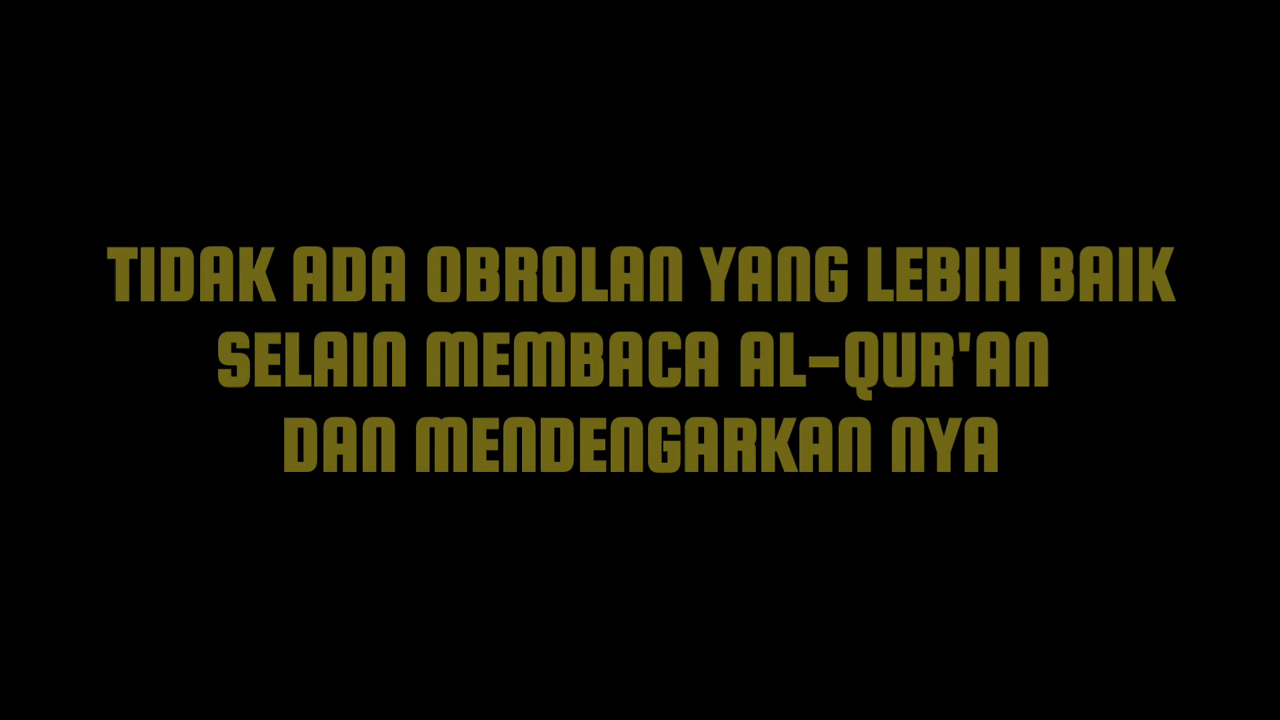 TIDAK ADA OBROLAN YANG LEBIH BAIK
SELAIN MEMBACA AL-QUR'AN
DAN MENDENGARKAN NYA